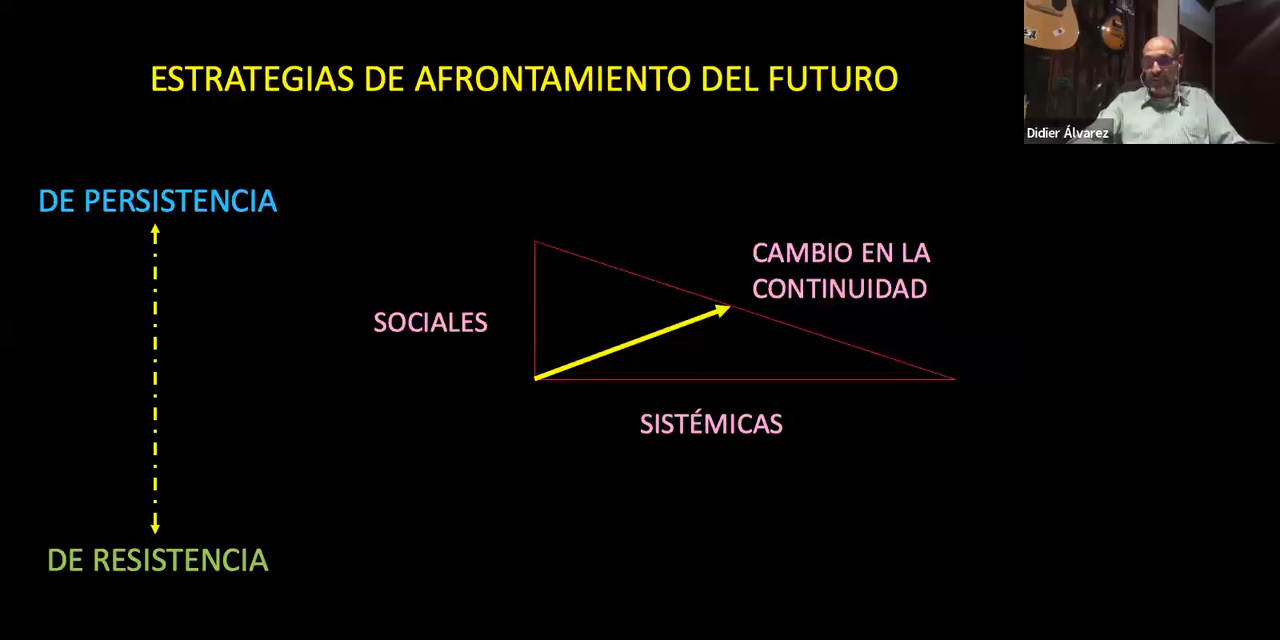 ESTRATEGIAS DE AFRONTAMIENTO DEL FUTURO
Didier Álvarez
DE PERSISTENCIA
CAMBIO EN LA
CONTINUIDAD
SOCIALES
SISTÉMICAS
DE RESISTENCIA